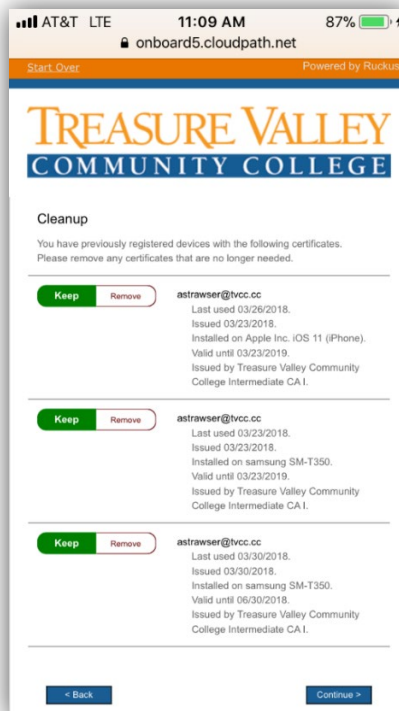 AT&T LTE 11:09 AM 87%
onboard5.cloudpath.net
Start Over Powered by Ruckus
TREASURE VALLEY
COMMUNITY COLLEGE
Cleanup
You have previously registered devices with the following certificates.
Please remove any certificates that are no longer needed.
Keep Remove astrawser@tvcc.cc
Last used 03/26/2018.
Issued 03/23/2018.
Installed on Apple Inc. iOS 11 (iPhone).
Valid until 03/23/2019.
Issued by Treasure Valley Community
College Intermediate CA I.
Keep Remove astrawser@tvcc.cc
Last used 03/23/2018.
Issued 03/23/2018.
Installed on samsung SM-T350.
Valid until 03/23/2019.
Issued by Treasure Valley Community
College Intermediate CA I.
Keep Remove astrawser@tvcc.cc
Last used 03/30/2018.
Issued 03/30/2018.
Installed on samsung SM-T350.
Valid until 06/30/2018.
Issued by Treasure Valley Community
College Intermediate CA I.
< Back Continue >